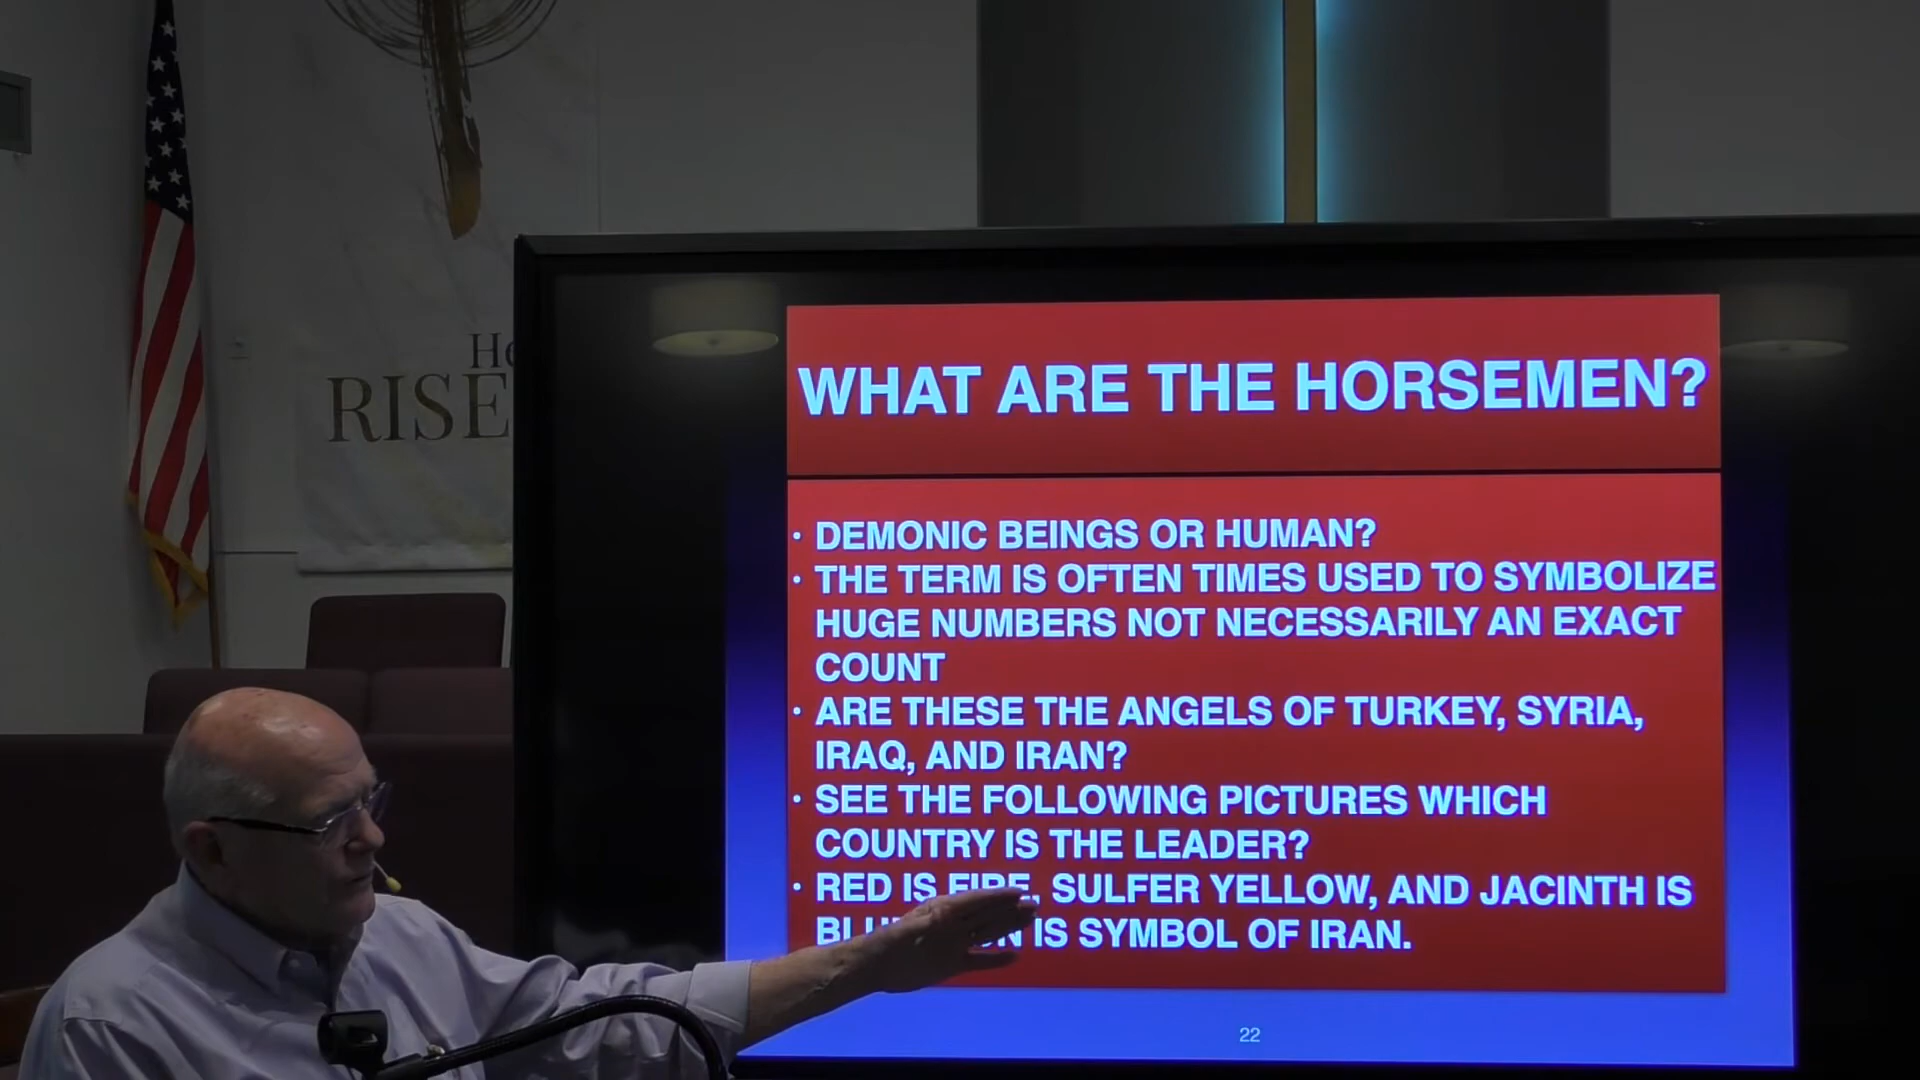 He
RISE
WHAT ARE THE HORSEMEN?
• DEMONIC BEINGS OR HUMAN?
• THE TERM IS OFTEN TIMES USED TO SYMBOLIZE
HUGE NUMBERS NOT NECESSARILY AN EXACT
COUNT
• ARE THESE THE ANGELS OF TURKEY, SYRIA,
IRAQ, AND IRAN?
• SEE THE FOLLOWING PICTURES WHICH
COUNTRY IS THE LEADER?
• RED IS FIRE, SULFER YELLOW, AND JACINTH IS
IS SYMBOL OF IRAN.
22